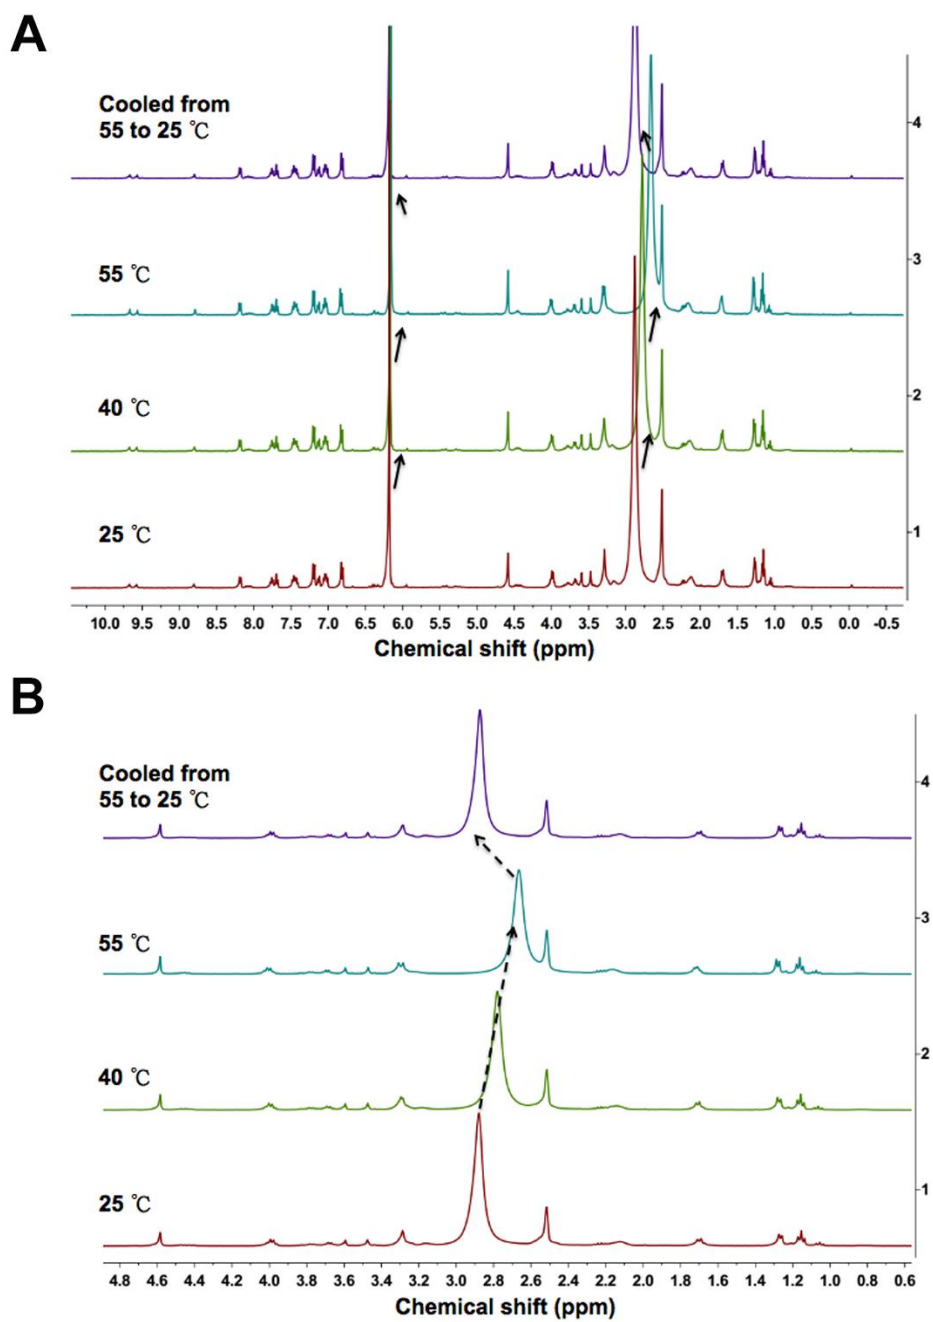 A
Cooled from
55 to 25 ℃
4
55 ℃
3
40 ℃
2
25 ℃
1
10.0 9.5 9.0 8.5 8.0 7.5 7.0 6.5 6.0 5.5 5.0 4.5 4.0 3.5 3.0 2.5 2.0 1.5 1.0 0.5 0.0 -0.5
Chemical shift (ppm)
B
Cooled from
55 to 25 ℃
4
55 ℃
3
40 ℃
2
25 ℃
1
4.8 4.6 4.2 2.2 4.0 3.6 3.4 3.2 3.0 2.8 2.4 2.2 2.0 1.8 1.6 1.4 1.2 1.0 0.8 0.6
Chemical shift (ppm)